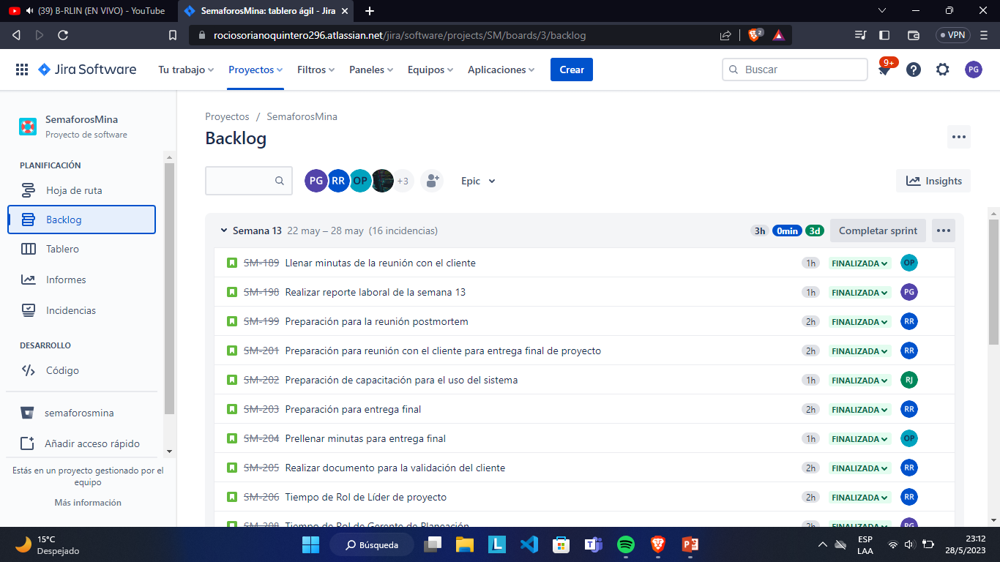 (39) B-RLIN (EN VIVO) - YouTube
SemaforosMina: tablero ágil - Jira
rociosorianoquintero296.atlassian.net/jira/software/projects/SM/boards/3/backlog
2
VPN
Jira Software
Tu trabajo
Proyectos
Filtros
Paneles
Equipos
Aplicaciones
Crear
Buscar
9+
PG
SemaforosMina
Proyecto de software
PLANIFICACIÓN
Hoja de ruta
Backlog
Tablero
Informes
Incidencias
DESARROLLO
Código
semaforosmina
Añadir acceso rápido
Estás en un proyecto gestionado por el
equipo
Más información
Proyectos / SemaforosMina
Backlog
PG RR OP +3
Epic
Insights
Semana 13 22 may – 28 may (16 incidencias)
3h 0min 3d
Completar sprint
SM-189 Llenar minutas de la reunión con el cliente 1h FINALIZADA OP
SM-198 Realizar reporte laboral de la semana 13 1h FINALIZADA PG
SM-199 Preparación para la reunión postmortem 2h FINALIZADA RR
SM-201 Preparación para reunión con el cliente para entrega final de proyecto 2h FINALIZADA RR
SM-202 Preparación de capacitación para el uso del sistema 1h FINALIZADA RJ
SM-203 Preparación para entrega final 2h FINALIZADA RR
SM-204 Prellenar minutas para entrega final 1h FINALIZADA OP
SM-205 Realizar documento para la validación del cliente 2h FINALIZADA RR
SM-206 Tiempo de Rol de Líder de proyecto 2h FINALIZADA RR
SM-208 Tiempo de Rol de Gerente de Planeación 2h FINALIZADA PG
15°C
Despejado
Búsqueda
L
ESP
LAA
23:12
28/5/2023